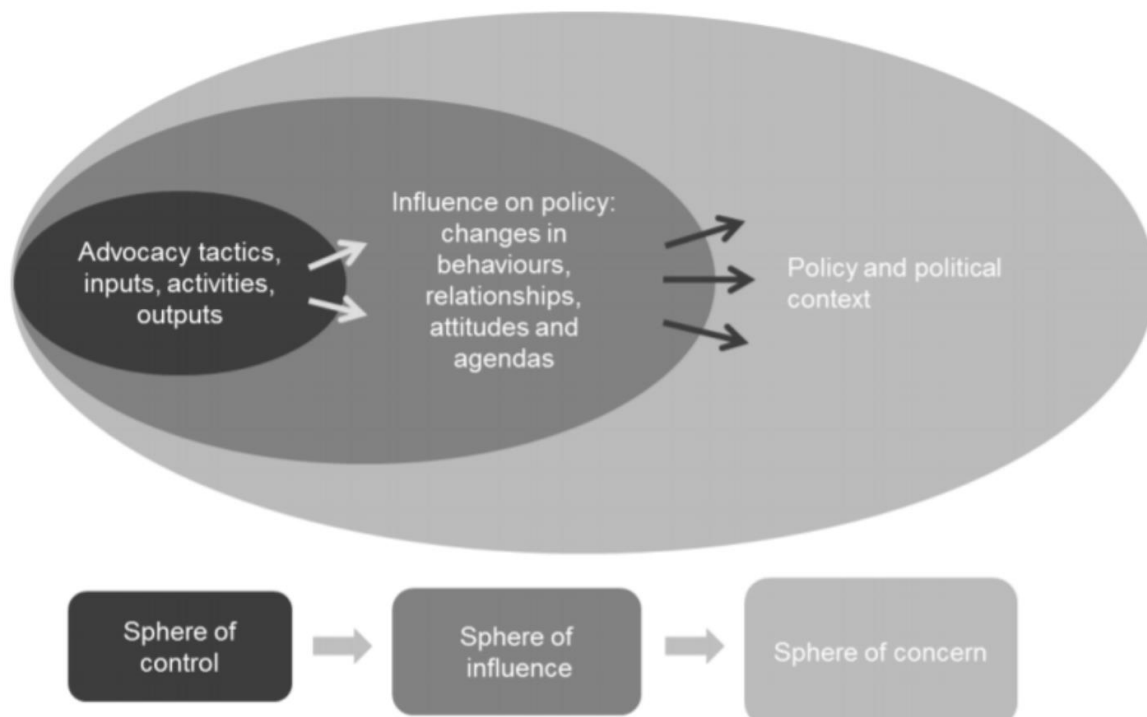 Advocacy tactics,
inputs, activities,
outputs
Influence on policy:
changes in
behaviours,
relationships,
attitudes and
agendas
Policy and political
context
Sphere of
control
Sphere of
influence
Sphere of concern